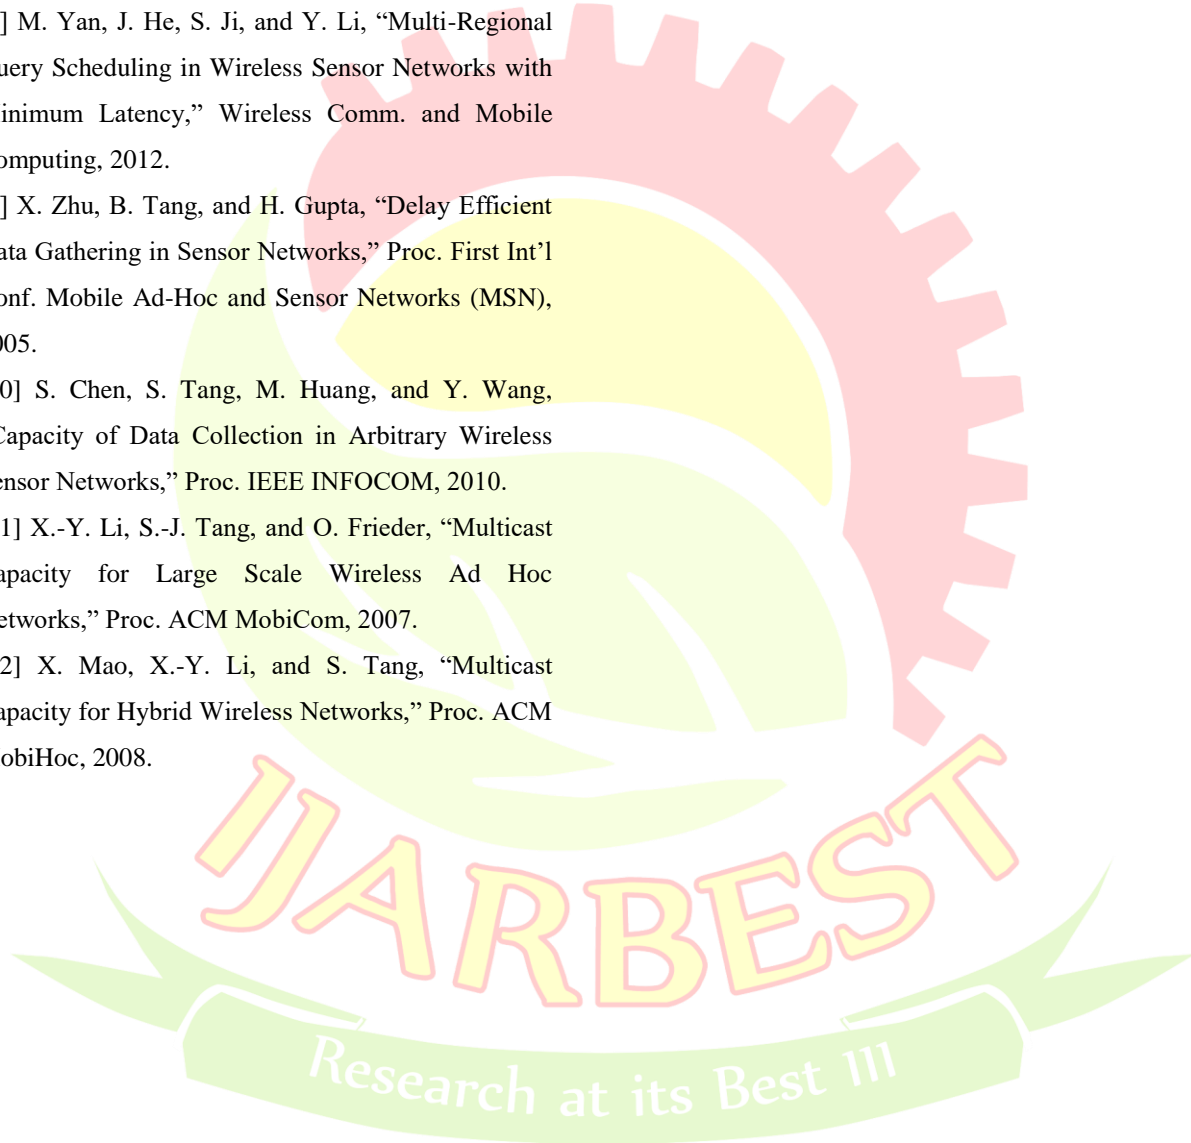 ] M. Yan, J. He, S. Ji, and Y. Li, “Multi-Regional
uery Scheduling in Wireless Sensor Networks with
inimum Latency,” Wireless Comm. and Mobile
omputing, 2012.
] X. Zhu, B. Tang, and H. Gupta, “Delay Efficient
ata Gathering in Sensor Networks,” Proc. First Int’l
onf. Mobile Ad-Hoc and Sensor Networks (MSN),
005.
0] S. Chen, S. Tang, M. Huang, and Y. Wang,
Capacity of Data Collection in Arbitrary Wireless
ensor Networks,” Proc. IEEE INFOCOM, 2010.
1] X.-Y. Li, S.-J. Tang, and O. Frieder, “Multicast
apacity for Large Scale Wireless Ad Hoc
etworks,” Proc. ACM MobiCom, 2007.
2] X. Mao, X.-Y. Li, and S. Tang, “Multicast
apacity for Hybrid Wireless Networks,” Proc. ACM
obiHoc, 2008.
IJARBEST
Research at its Best !!!